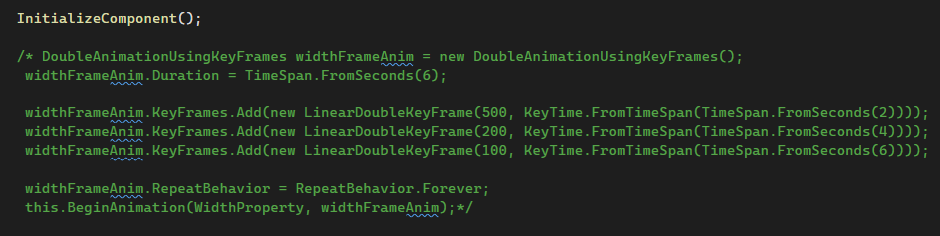 InitializeComponent();
/* DoubleAnimationUsingKeyFrames widthFrameAnim = new DoubleAnimationUsingKeyFrames();
widthFrameAnim.Duration = TimeSpan.FromSeconds(6);
widthFrameAnim.KeyFrames.Add(new LinearDoubleKeyFrame(500, KeyTime.FromTimeSpan(TimeSpan.FromSeconds(2))));
widthFrameAnim.KeyFrames.Add(new LinearDoubleKeyFrame(200, KeyTime.FromTimeSpan(TimeSpan.FromSeconds(4))));
widthFrameAnim.KeyFrames.Add(new LinearDoubleKeyFrame(100, KeyTime.FromTimeSpan(TimeSpan.FromSeconds(6))));
widthFrameAnim.RepeatBehavior = RepeatBehavior.Forever;
this.BeginAnimation(WidthProperty, widthFrameAnim);*/